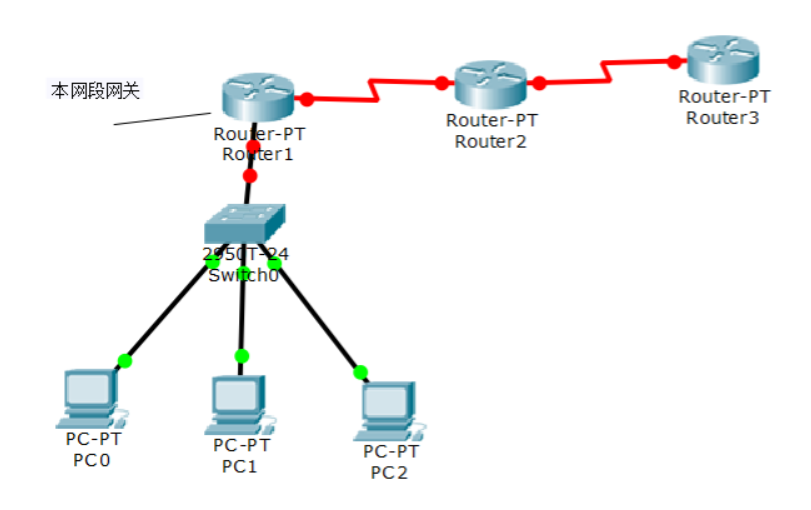 本网段网关
Router-PT
Router1
Router-PT
Router2
Router-PT
Router3
2950T-24
Switch0
PC-PT
PC0
PC-PT
PC1
PC-PT
PC2